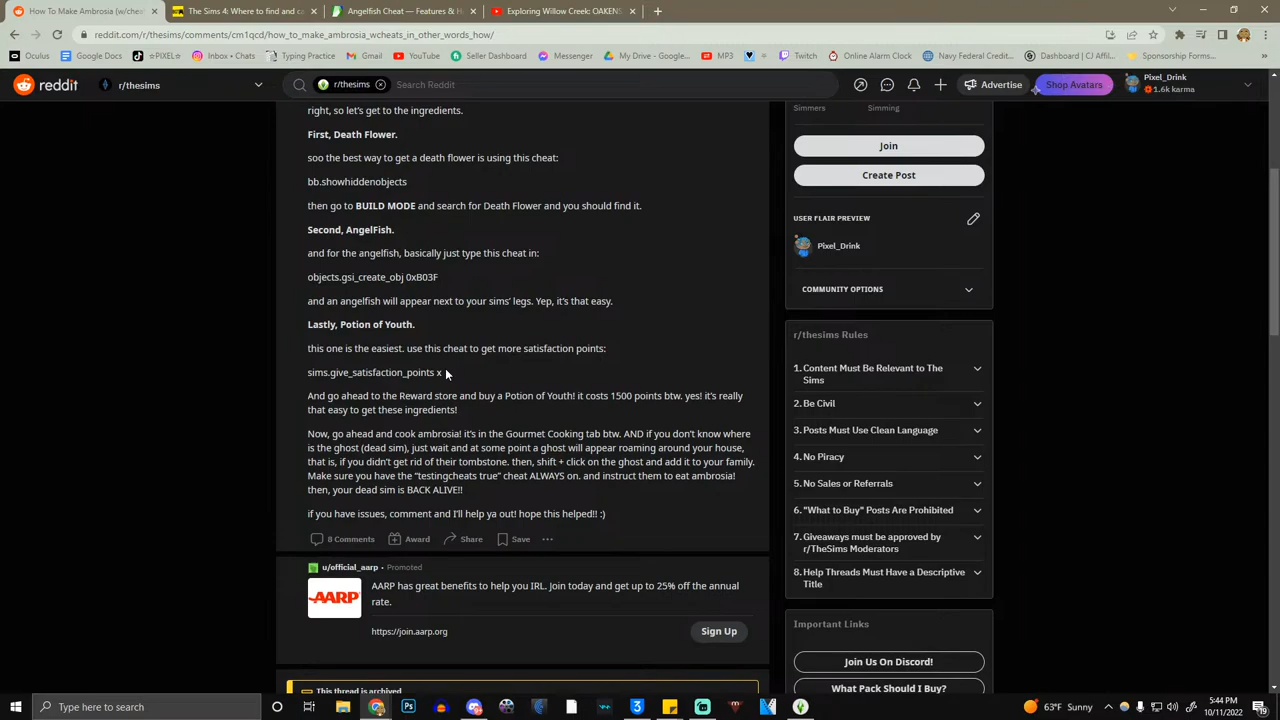 How To Make Ambrosia (w/cheats
The Sims 4: Where to find and ca
Angelfish Cheat — Features & H
Exploring Willow Creek: OAKENS
reddit.com/r/thesims/comments/cm1qcd/how_to_make_ambrosia_wcheats_in_other_words_how/
Oculus Google Docs ☆PIXEL☆ Inbox · Chats Typing Practice Gmail YouTube Seller Dashboard Messenger My Drive - Google... MP3 Twitch Online Alarm Clock Navy Federal Credit... Dashboard | CJ Affili... Sponsorship Forms...
reddit r/thesims r/thesims Search Reddit Advertise Shop Avatars Pixel_Drink
1.6k karma
right, so let's get to the ingredients.
First, Death Flower.
soo the best way to get a death flower is using this cheat:
bb.showhiddenobjects
then go to BUILD MODE and search for Death Flower and you should find it.
Second, AngelFish.
and for the angelfish, basically just type this cheat in:
objects.gsi_create_obj 0xB03F
and an angelfish will appear next to your sims' legs. Yep, it's that easy.
Lastly, Potion of Youth.
this one is the easiest. use this cheat to get more satisfaction points:
sims.give_satisfaction_points x
And go ahead to the Reward store and buy a Potion of Youth! it costs 1500 points btw. yes! it's really
that easy to get these ingredients!
Now, go ahead and cook ambrosia! it's in the Gourmet Cooking tab btw. AND if you don't know where
is the ghost (dead sim), just wait and at some point a ghost will appear roaming around your house,
that is, if you didn't get rid of their tombstone. then, shift + click on the ghost and add it to your family.
Make sure you have the "testingcheats true" cheat ALWAYS on. and instruct them to eat ambrosia!
then, your dead sim is BACK ALIVE!!
if you have issues, comment and I'll help ya out! hope this helped!! :)
8 Comments Award Share Save ...
u/official_aarp • Promoted
AARP has great benefits to help you IRL. Join today and get up to 25% off the annual
rate.
AARP
https://join.aarp.org
Sign Up
This thread is archived
Simmers Simming
Join
Create Post
USER FLAIR PREVIEW
Pixel_Drink
COMMUNITY OPTIONS
r/thesims Rules
1. Content Must Be Relevant to The
Sims
2. Be Civil
3. Posts Must Use Clean Language
4. No Piracy
5. No Sales or Referrals
6. "What to Buy" Posts Are Prohibited
7. Giveaways must be approved by
r/TheSims Moderators
8. Help Threads Must Have a Descriptive
Title
Important Links
Join Us On Discord!
What Pack Should I Buy?
Type here to search
63°F Sunny
5:44 PM
10/11/2022
19